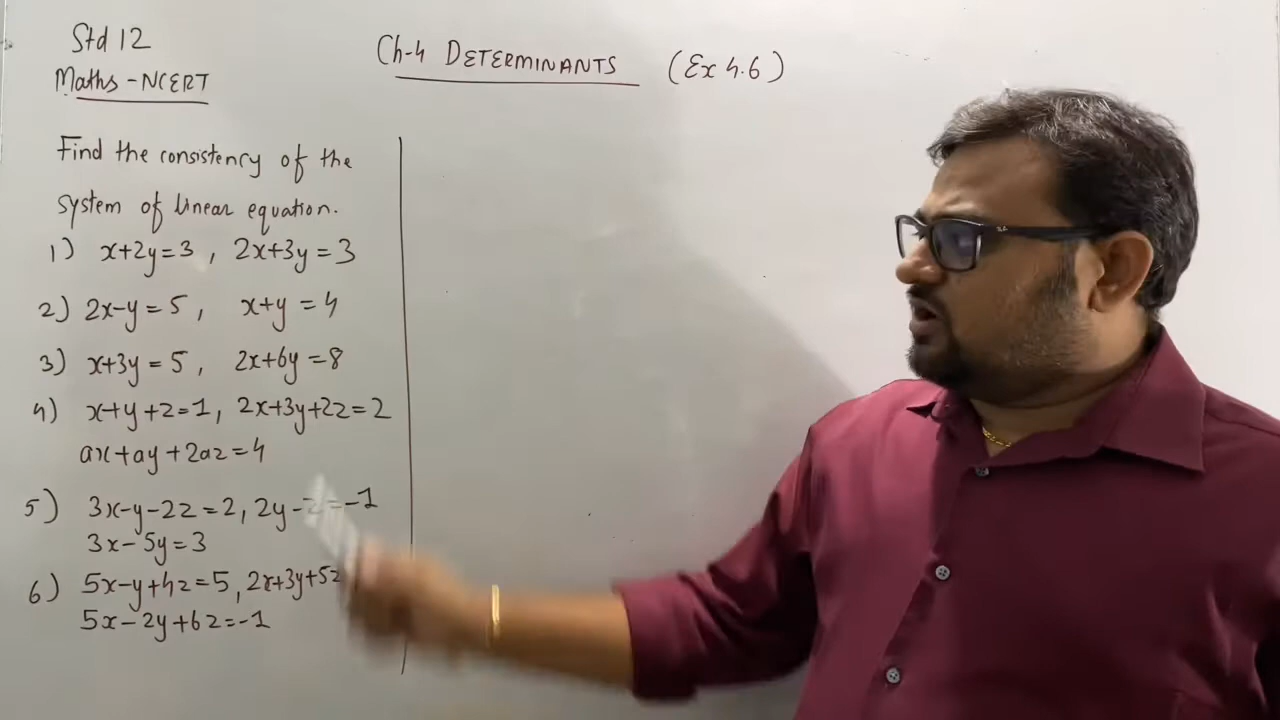 Std 12
Maths - NCERT
Ch-4 DETERMINANTS (Ex 4.6)
Find the consistency of the
system of linear equation.
1) x+2y=3, 2x+3y=3
2) 2x-y=5, x+y=4
3) x+3y=5, 2x+6y=8
4) x+y+z=1, 2x+3y+2z=2
ax+ay+2az=4
5) 3x-y-2z=2, 2y-z=-1
3x-5y=3
6) 5x-y+4z=5, 2x+3y+5z
5x-2y+6z=-1